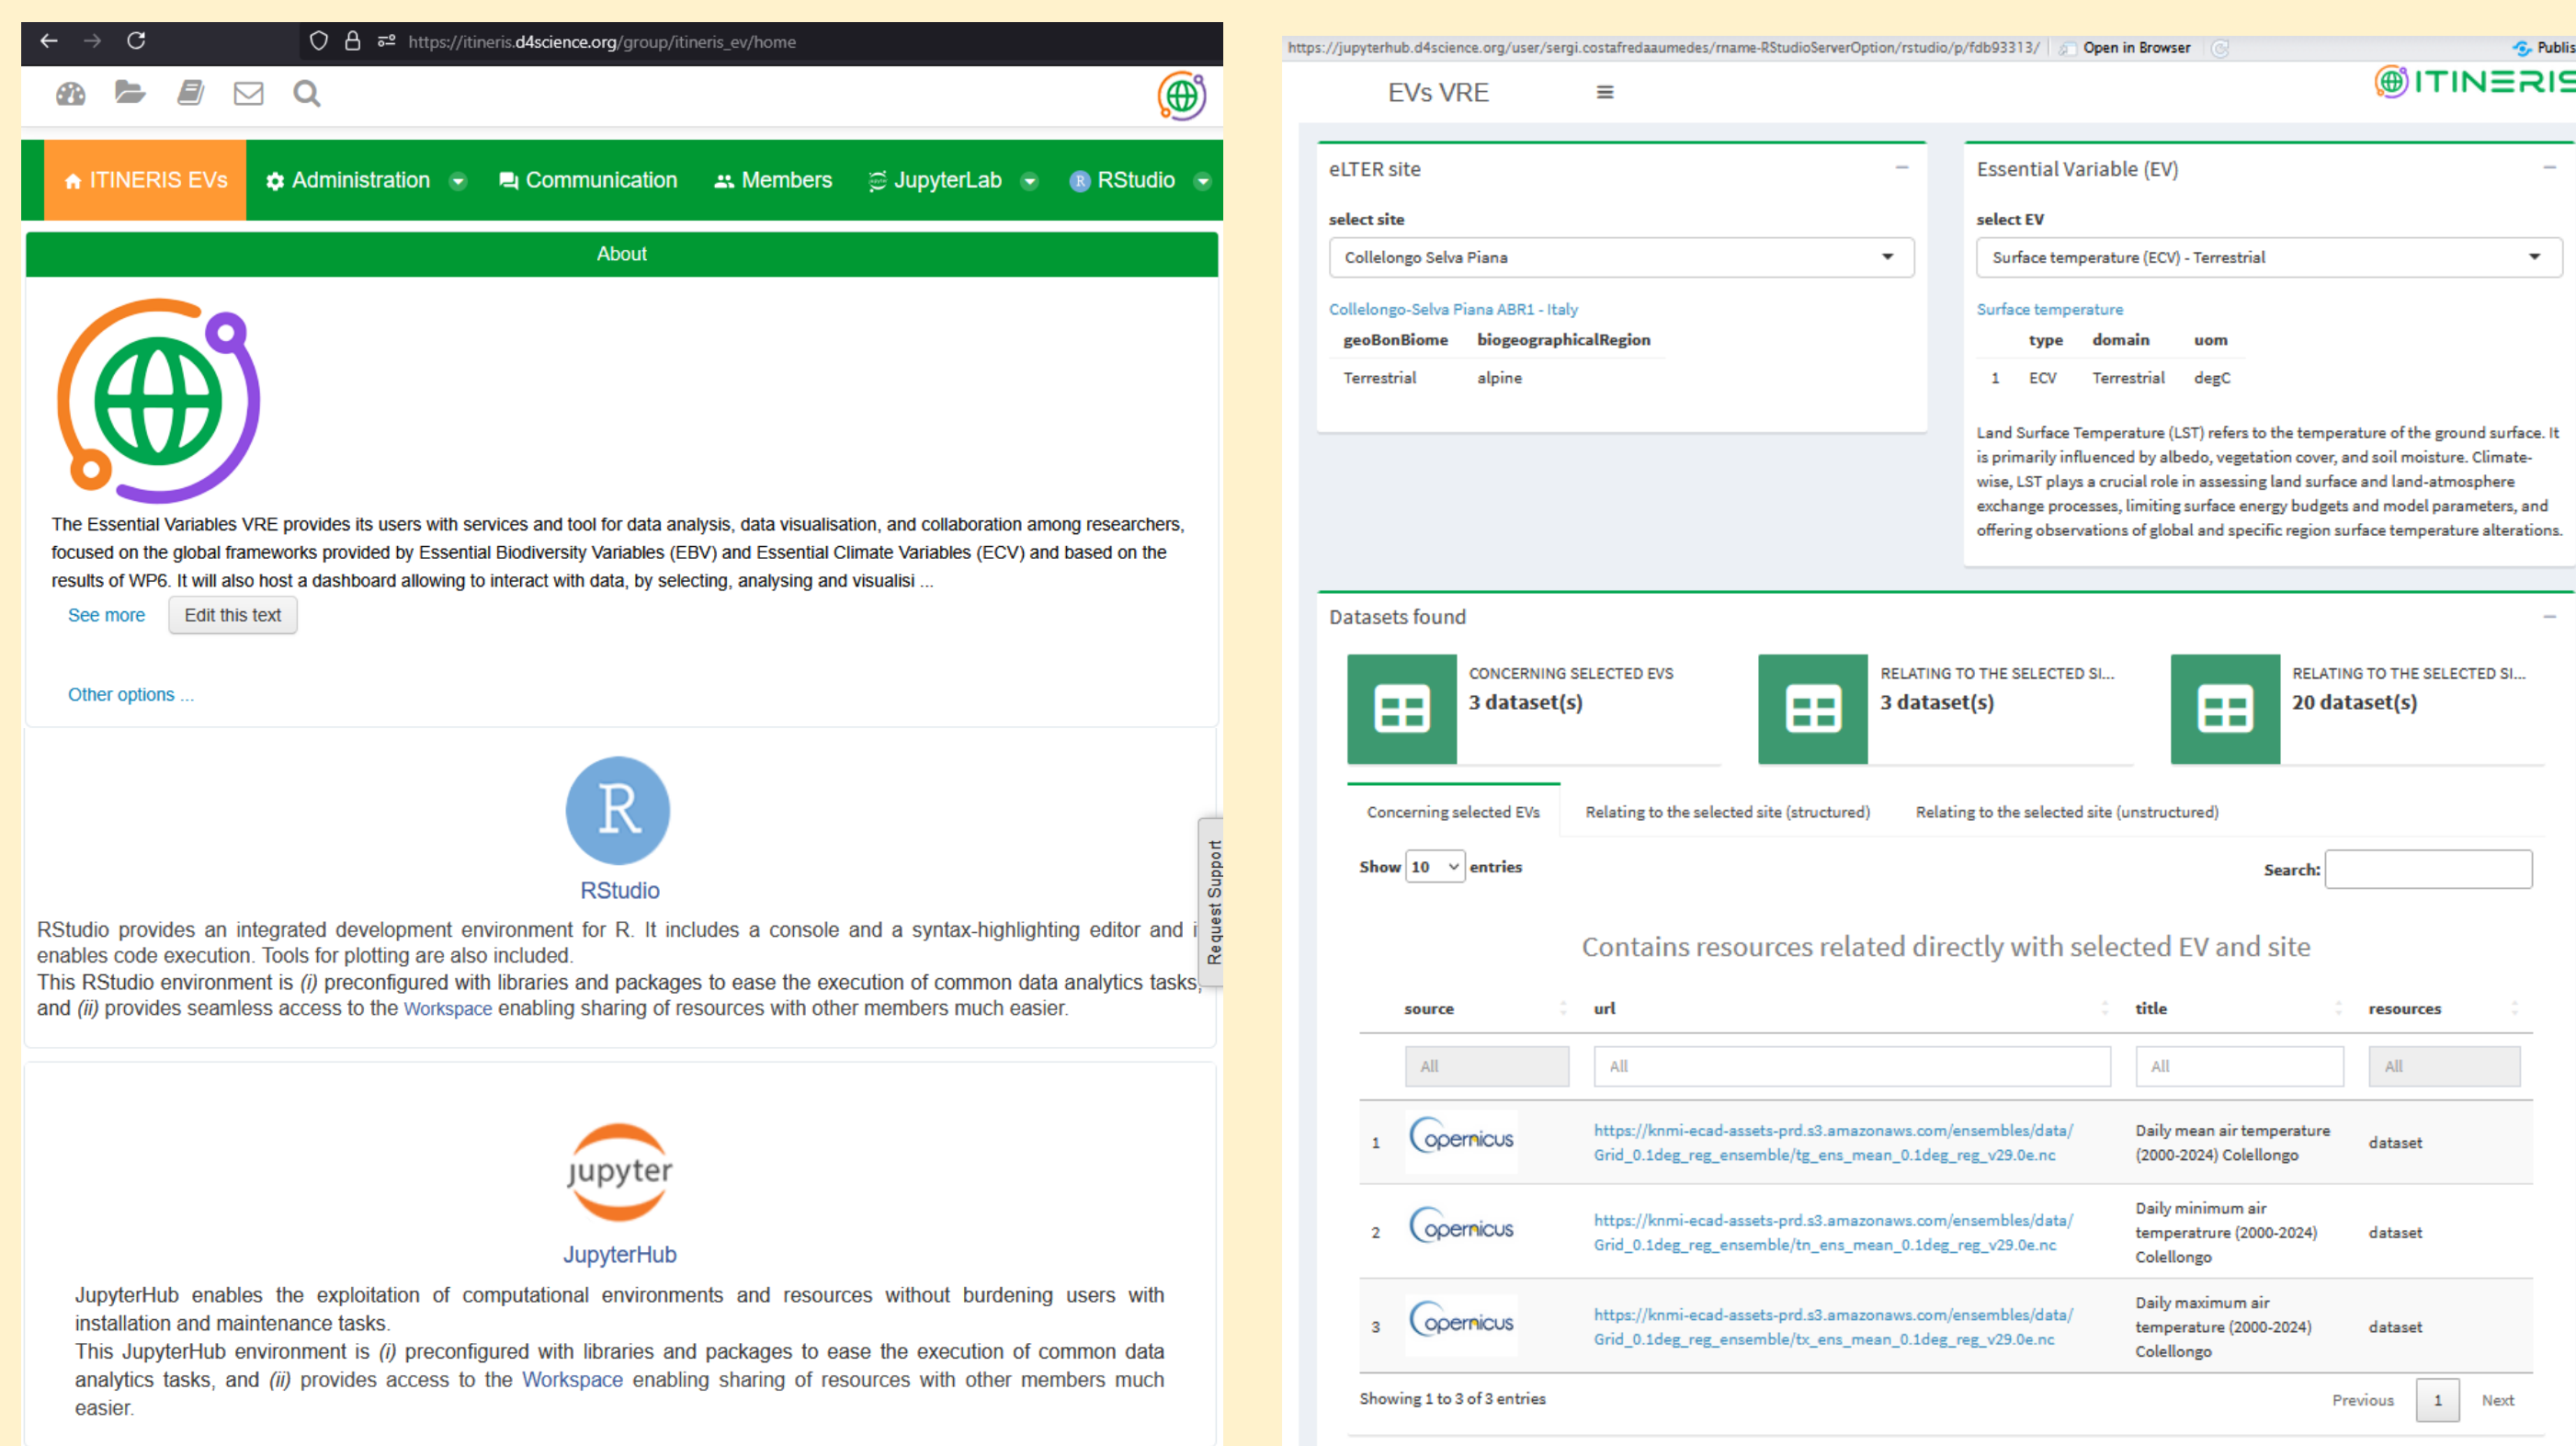 https://itineris.d4science.org/group/itineris_ev/home
ITINERIS EVs
Administration
Communication
Members
JupyterLab
RStudio
About
The Essential Variables VRE provides its users with services and tool for data analysis, data visualisation, and collaboration among researchers,
focused on the global frameworks provided by Essential Biodiversity Variables (EBV) and Essential Climate Variables (ECV) and based on the
results of WP6. It will also host a dashboard allowing to interact with data, by selecting, analysing and visualisi ...
See more
Edit this text
Other options ...
R
RStudio
RStudio provides an integrated development environment for R. It includes a console and a syntax-highlighting editor and i
enables code execution. Tools for plotting are also included.
This RStudio environment is (i) preconfigured with libraries and packages to ease the execution of common data analytics tasks,
and (ii) provides seamless access to the Workspace enabling sharing of resources with other members much easier.
Request Support
jupyter
JupyterHub
JupyterHub enables the exploitation of computational environments and resources without burdening users with
installation and maintenance tasks.
This JupyterHub environment is (i) preconfigured with libraries and packages to ease the execution of common data
analytics tasks, and (ii) provides access to the Workspace enabling sharing of resources with other members much
easier.
https://jupyterhub.d4science.org/user/sergi.costafredaaumedes/rname-RStudioServerOption/rstudio/p/fdb93313/
Open in Browser
Publis
EVs VRE
ITINERIS
eLTER site
select site
Collelongo Selva Piana
Collelongo-Selva Piana ABR1 - Italy
geoBonBiome biogeographicalRegion
Terrestrial alpine
Essential Variable (EV)
select EV
Surface temperature (ECV) - Terrestrial
Surface temperature
type domain uom
1 ECV Terrestrial degC
Land Surface Temperature (LST) refers to the temperature of the ground surface. It
is primarily influenced by albedo, vegetation cover, and soil moisture. Climate-
wise, LST plays a crucial role in assessing land surface and land-atmosphere
exchange processes, limiting surface energy budgets and model parameters, and
offering observations of global and specific region surface temperature alterations.
Datasets found
CONCERNING SELECTED EVS
3 dataset(s)
RELATING TO THE SELECTED SI...
3 dataset(s)
RELATING TO THE SELECTED SI...
20 dataset(s)
Concerning selected EVs
Relating to the selected site (structured)
Relating to the selected site (unstructured)
Show 10 entries
Search:
Contains resources related directly with selected EV and site
source url title resources
All All All All
1 Copernicus
https://knmi-ecad-assets-prd.s3.amazonaws.com/ensembles/data/
Grid_0.1deg_reg_ensemble/tg_ens_mean_0.1deg_reg_v29.0e.nc
Daily mean air temperature
(2000-2024) Colellongo
dataset
2 Copernicus
https://knmi-ecad-assets-prd.s3.amazonaws.com/ensembles/data/
Grid_0.1deg_reg_ensemble/tn_ens_mean_0.1deg_reg_v29.0e.nc
Daily minimum air
temperatrure (2000-2024)
Colellongo
dataset
3 Copernicus
https://knmi-ecad-assets-prd.s3.amazonaws.com/ensembles/data/
Grid_0.1deg_reg_ensemble/tx_ens_mean_0.1deg_reg_v29.0e.nc
Daily maximum air
temperature (2000-2024)
Colellongo
dataset
Showing 1 to 3 of 3 entries
Previous 1 Next